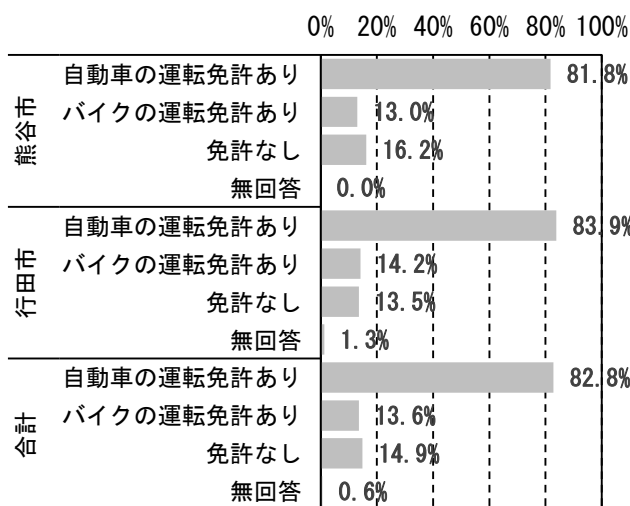 0% 20% 40% 60% 80% 100%
熊谷市
自動車の運転免許あり 81.8%
バイクの運転免許あり 13.0%
免許なし 16.2%
無回答 0.0%
行田市
自動車の運転免許あり 83.9%
バイクの運転免許あり 14.2%
免許なし 13.5%
無回答 1.3%
合計
自動車の運転免許あり 82.8%
バイクの運転免許あり 13.6%
免許なし 14.9%
無回答 0.6%